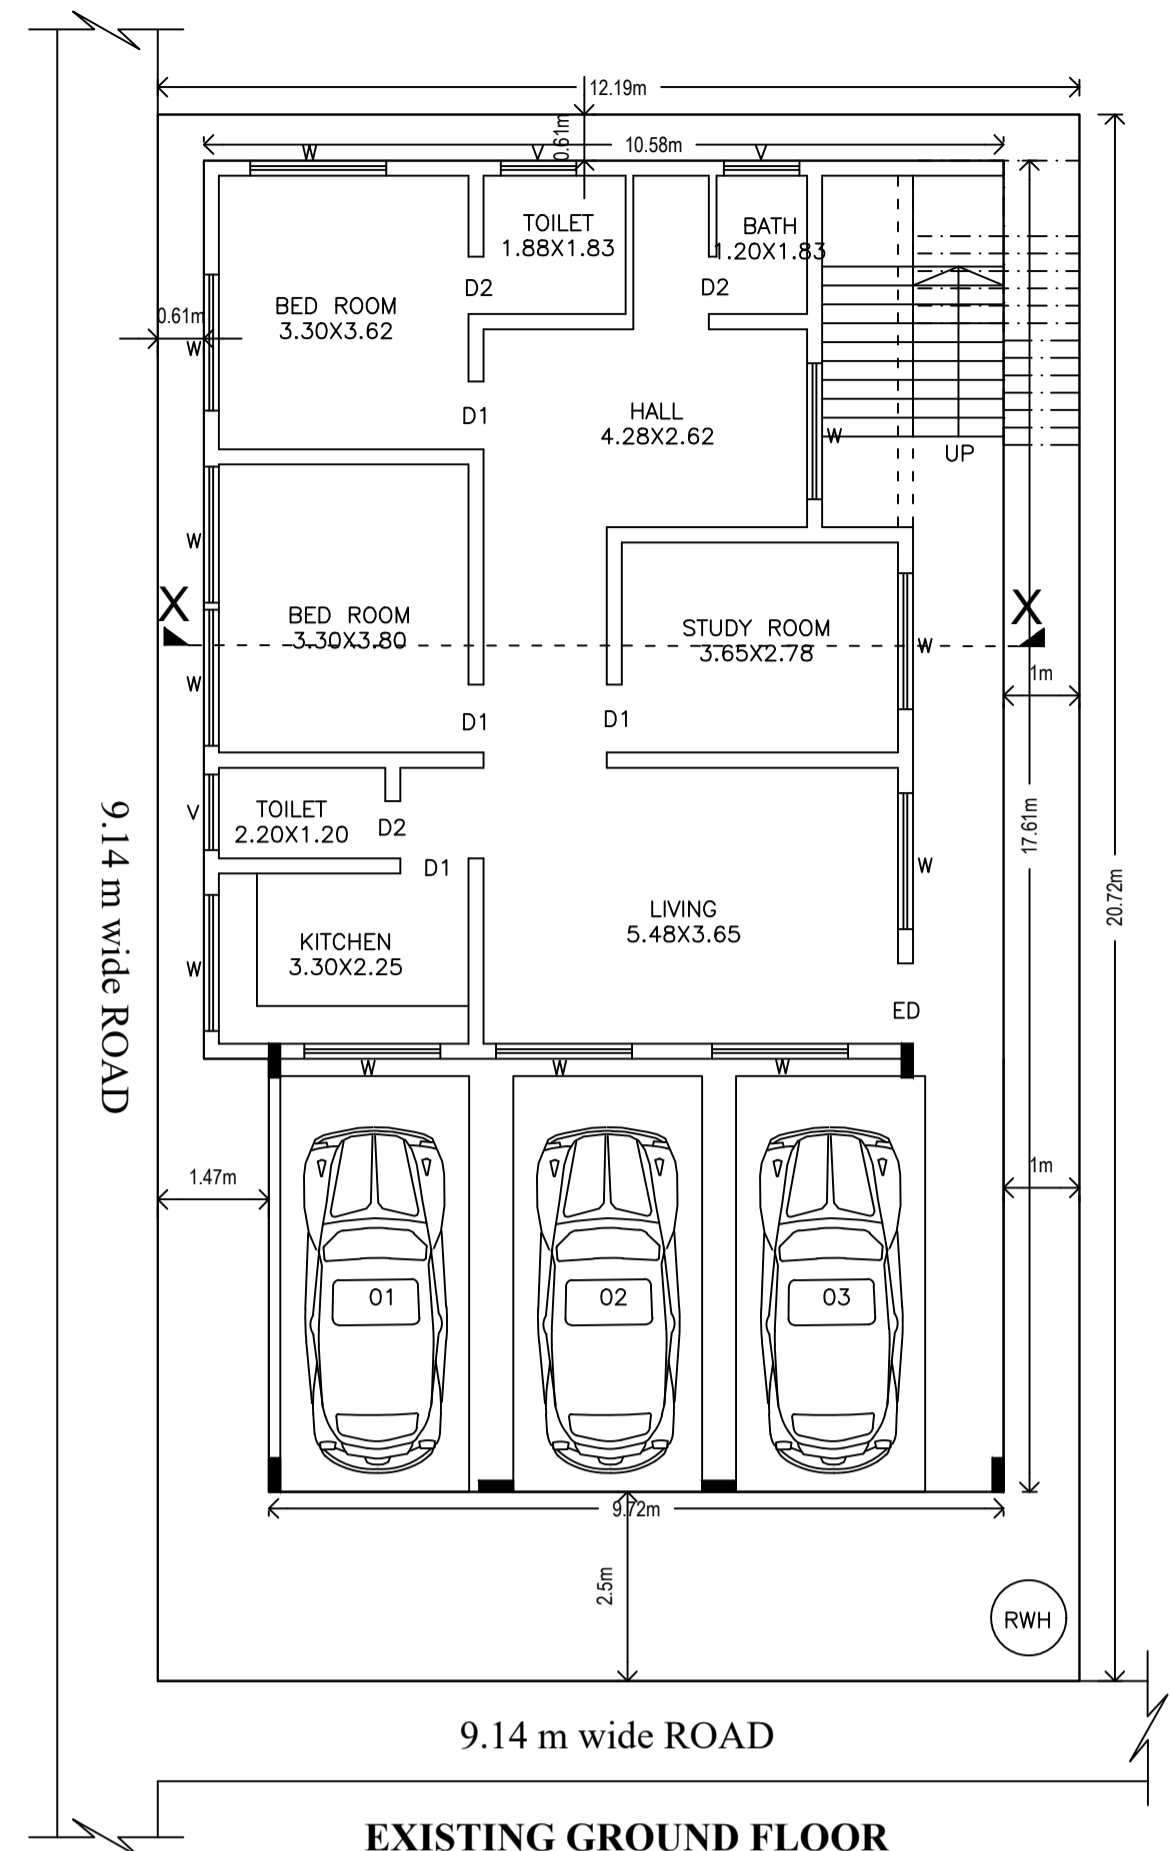 12.19m
0.61m
10.58m
W
V
V
TOILET
1.88X1.83
BATH
1.20X1.83
D2
D2
BED ROOM
3.30X3.62
0.61m
W
D1
HALL
4.28X2.62
W
UP
W
X
X
BED ROOM
3.30X3.80
STUDY ROOM
3.65X2.78
W
1m
W
D1
D1
TOILET
2.20X1.20
V
D2
D1
17.61m
20.72m
W
9.14 m wide ROAD
LIVING
5.48X3.65
KITCHEN
3.30X2.25
W
ED
W
W
W
1.47m
1m
01
02
03
9.72m
2.5m
RWH
9.14 m wide ROAD
EXISTING GROUND FLOOR